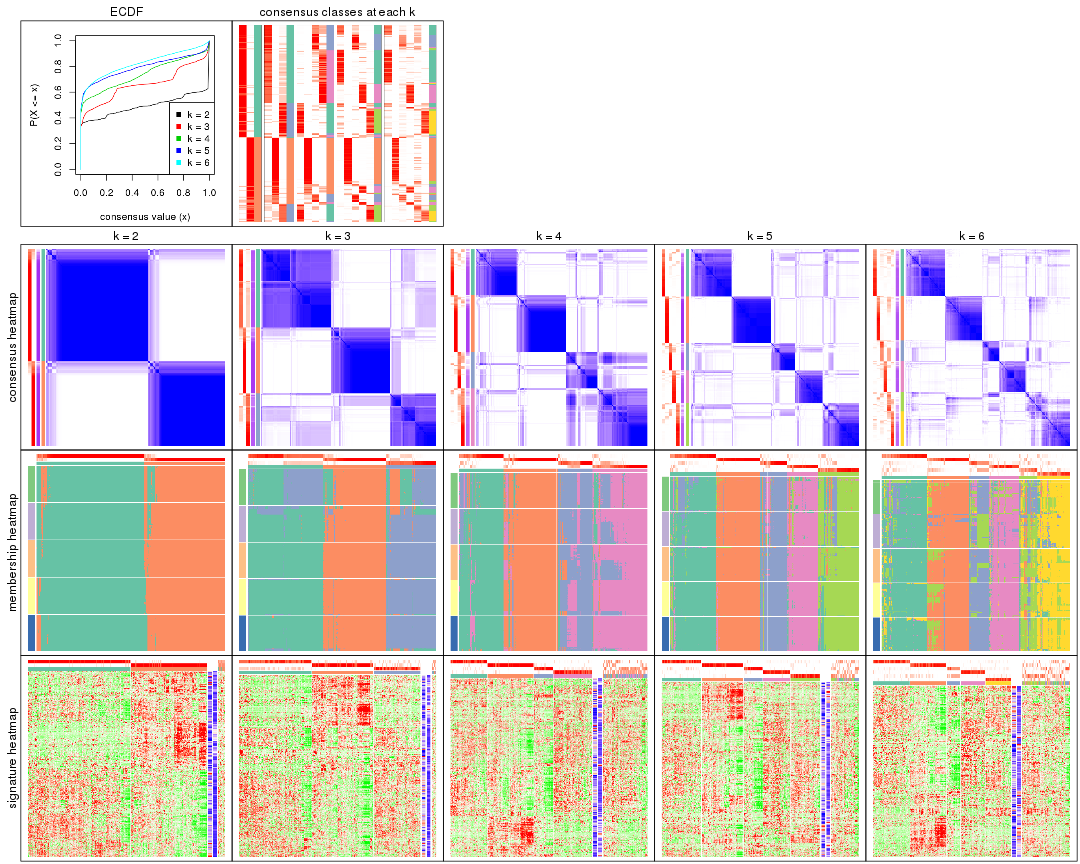 ECDF
consensus classes at each k
P(X <= x)
0.0 0.2 0.4 0.6 0.8 1.0
k = 2
k = 3
k = 4
k = 5
k = 6
0.0 0.2 0.4 0.6 0.8 1.0
consensus value (x)
k = 2 k = 3 k = 4 k = 5 k = 6
consensus heatmap
membership heatmap
signature heatmap